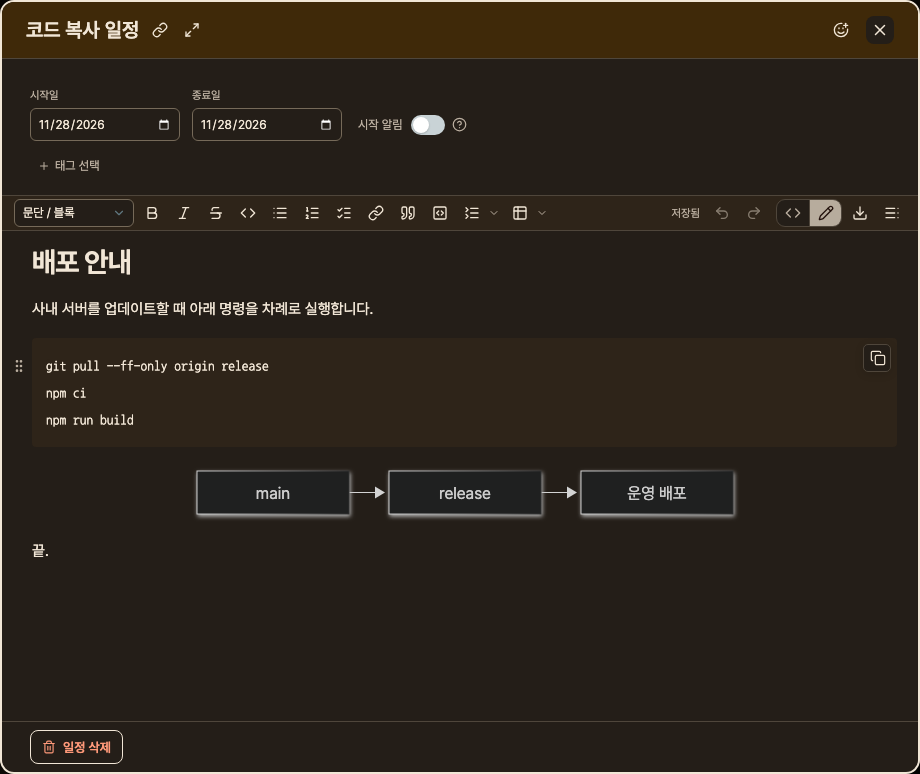 코드 복사 일정
시작일
종료일
11/28/2026
11/28/2026
시작 알림
+ 태그 선택
문단 / 블록
저장됨
배포 안내
사내 서버를 업데이트할 때 아래 명령을 차례로 실행합니다.
git pull --ff-only origin release
npm ci
npm run build
main
release
운영 배포
끝.
일정 삭제